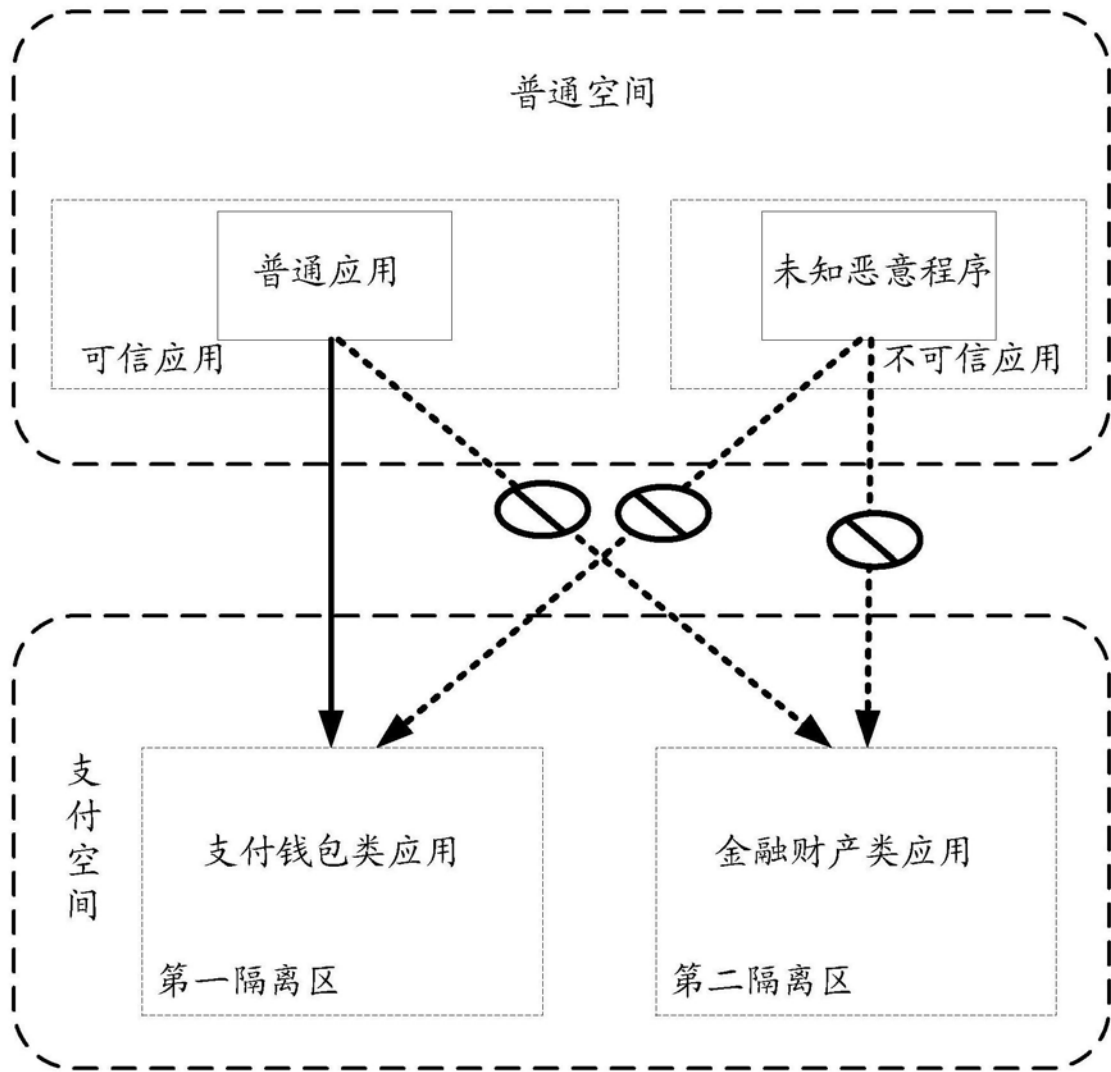 普通空间
普通应用
未知恶意程序
可信应用
不可信应用
支付空间
支付钱包类应用
金融财产类应用
第一隔离区
第二隔离区